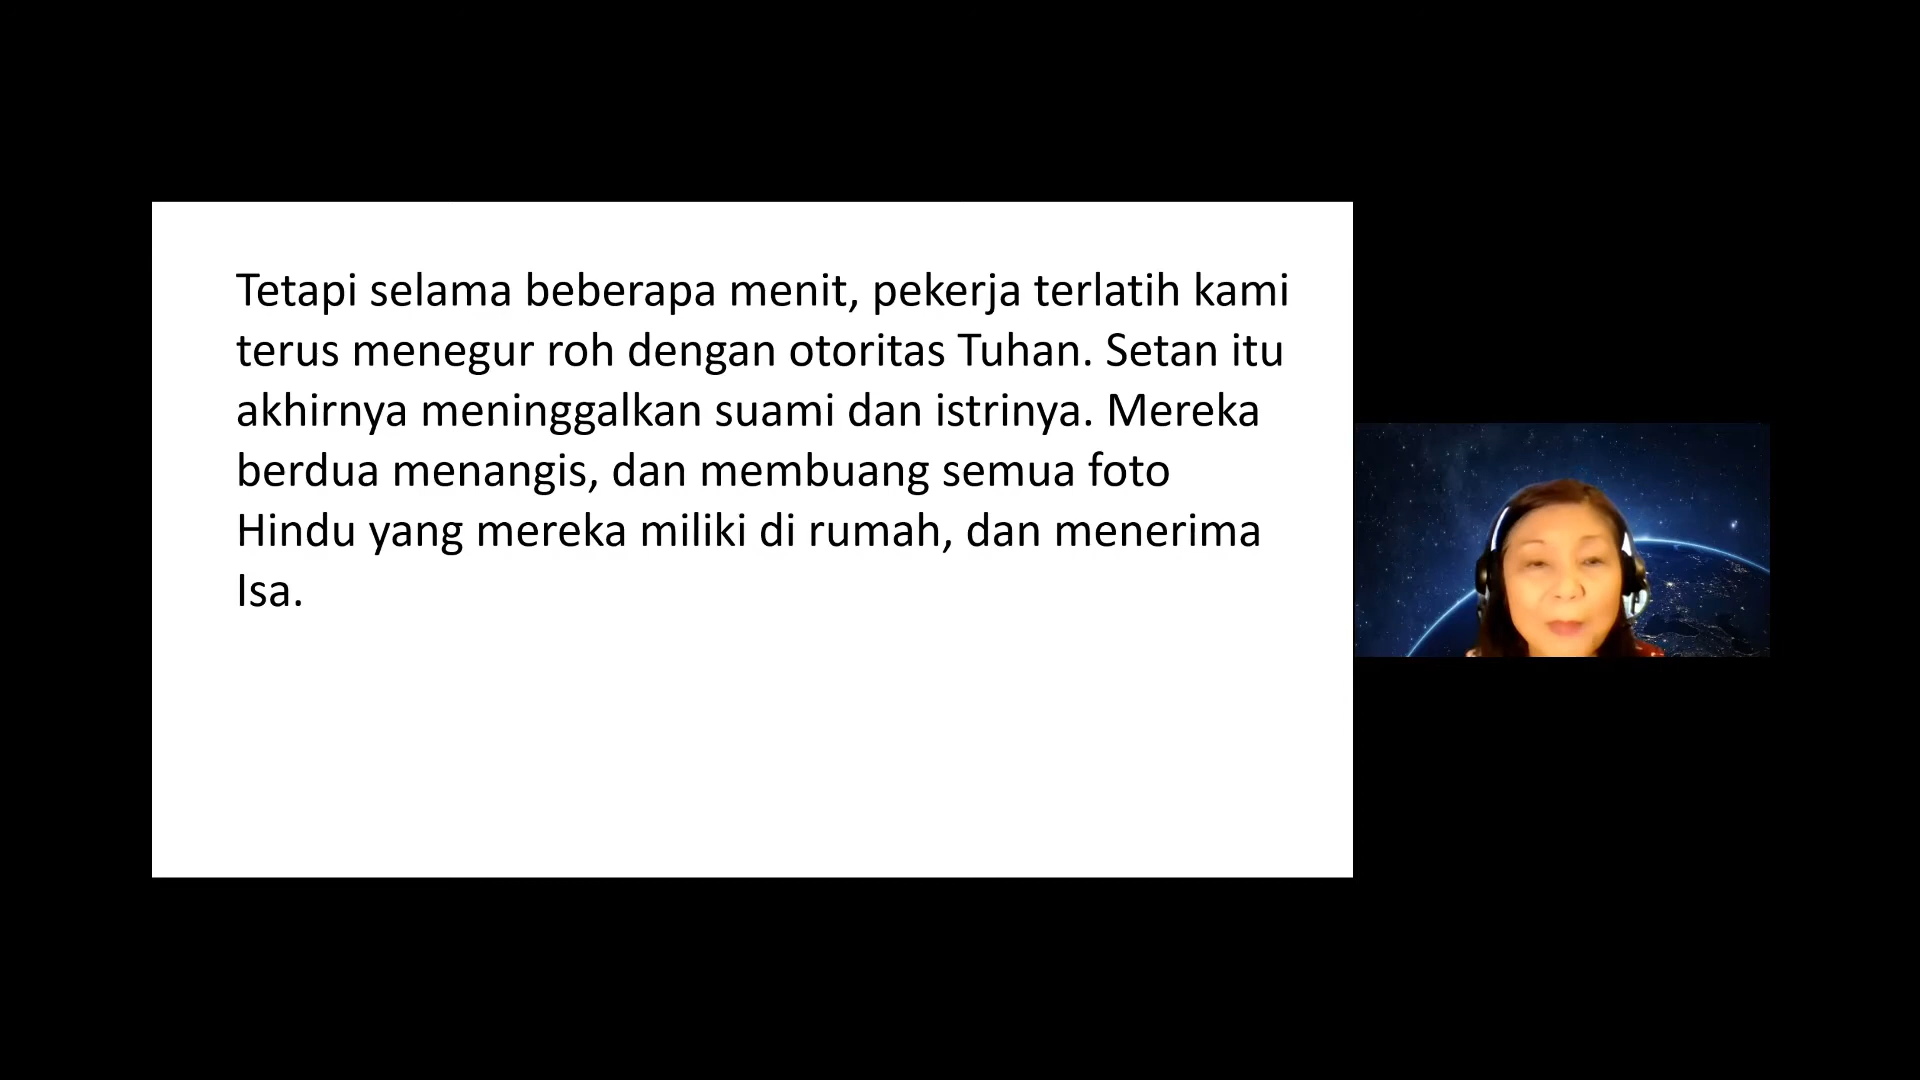 Tetapi selama beberapa menit, pekerja terlatih kami
terus menegur roh dengan otoritas Tuhan. Setan itu
akhirnya meninggalkan suami dan istrinya. Mereka
berdua menangis, dan membuang semua foto
Hindu yang mereka miliki di rumah, dan menerima
Isa.